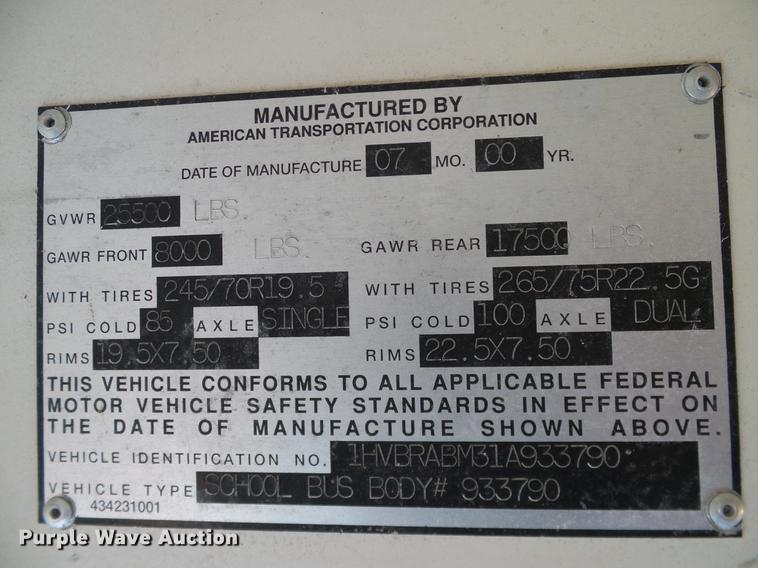 MANUFACTURED BY
AMERICAN TRANSPORTATION CORPORATION
DATE OF MANUFACTURE 07 MO. 00 YR.
GVWR 25500 LBS.
GAWR FRONT 8000 LBS. GAWR REAR 17500 LBS.
WITH TIRES 245/70R19.5 WITH TIRES 265/75R22.5G
PSI COLD 85 AXLE SINGLE PSI COLD 100 AXLE DUAL
RIMS 19.5X7.50 RIMS 22.5X7.50
THIS VEHICLE CONFORMS TO ALL APPLICABLE FEDERAL
MOTOR VEHICLE SAFETY STANDARDS IN EFFECT ON
THE DATE OF MANUFACTURE SHOWN ABOVE.
VEHICLE IDENTIFICATION NO. 1HVBRABM31A933790
VEHICLE TYPE SCHOOL BUS BODY# 933790
434231001
Purple Wave Auction